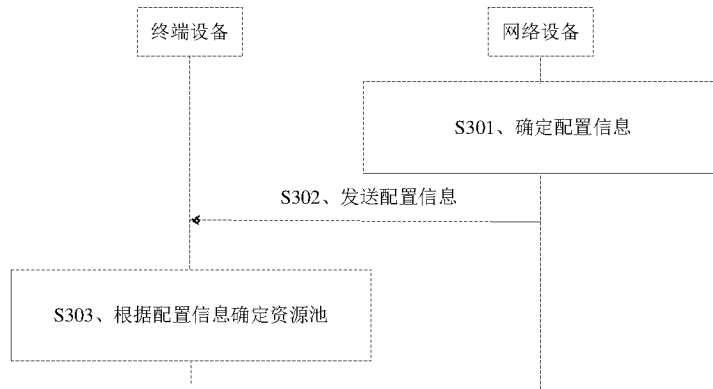 终端设备
网络设备
S301、确定配置信息
S302、发送配置信息
S303、根据配置信息确定资源池